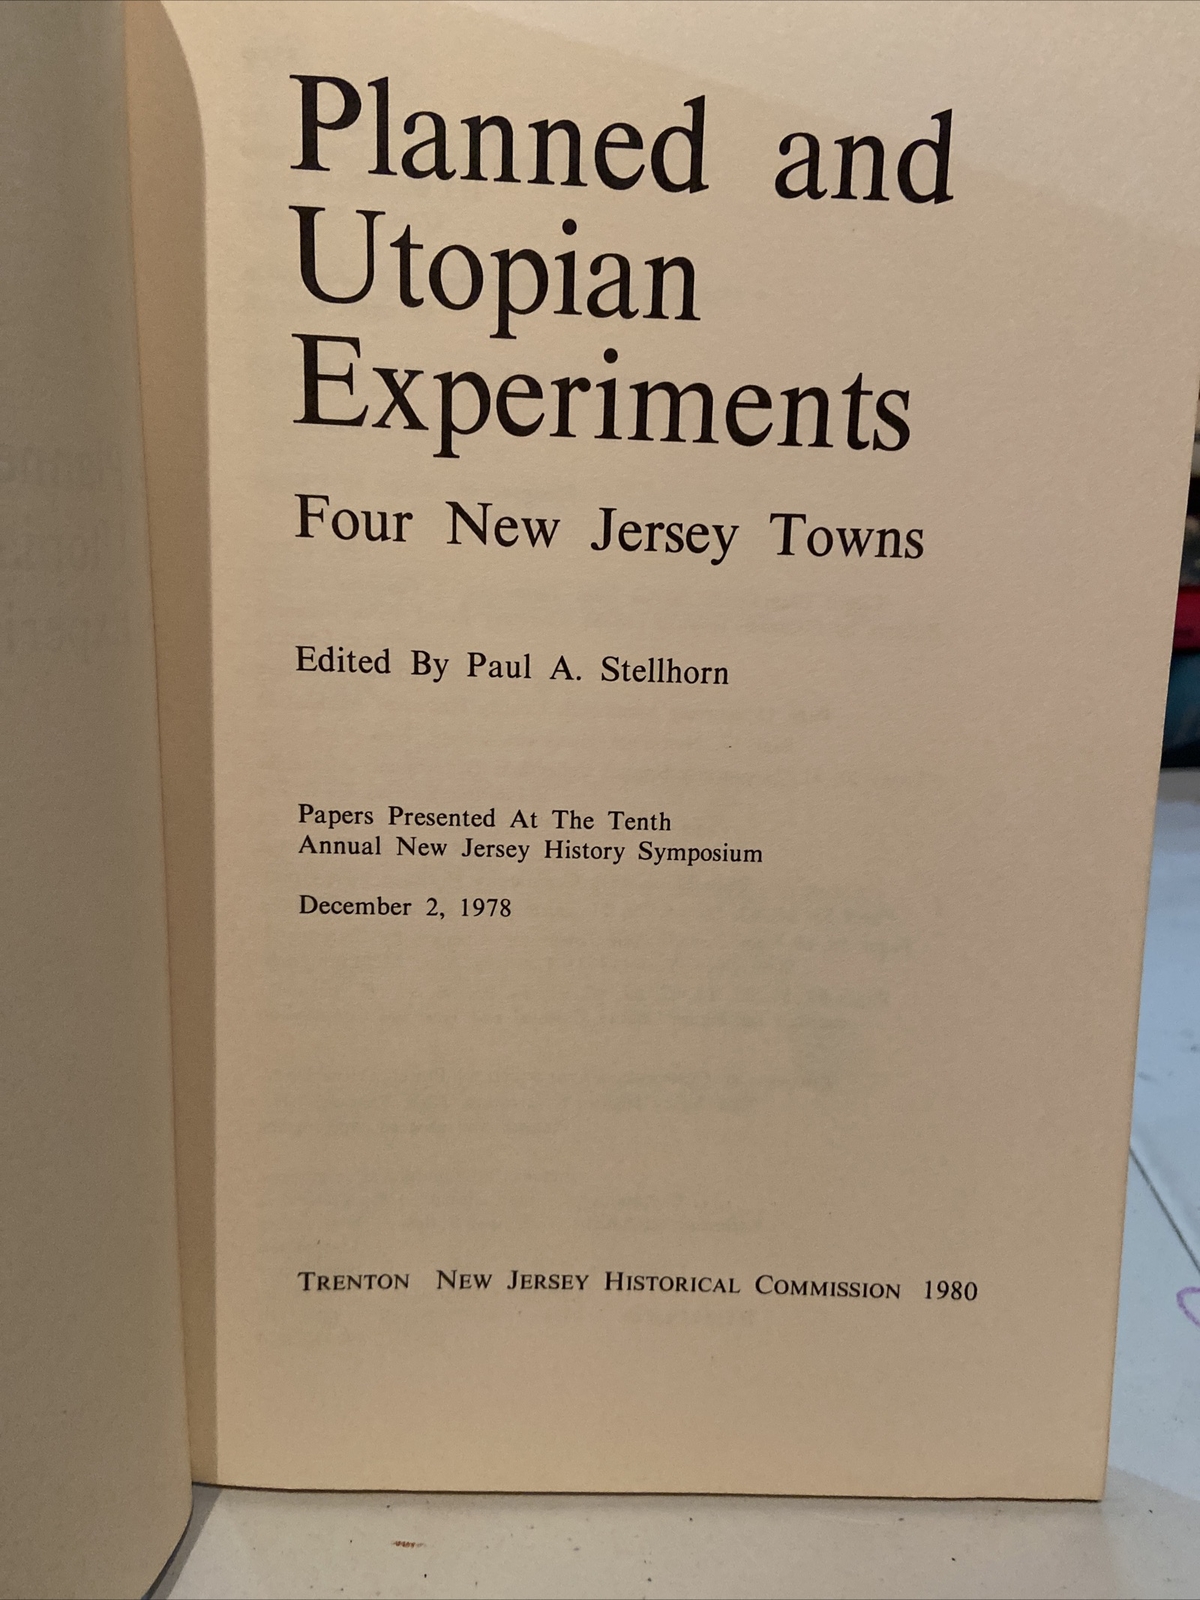 Planned and
Utopian
Experiments
Four New Jersey Towns
Edited By Paul A. Stellhorn
Papers Presented At The Tenth
Annual New Jersey History Symposium
December 2, 1978
TRENTON NEW JERSEY HISTORICAL COMMISSION 1980